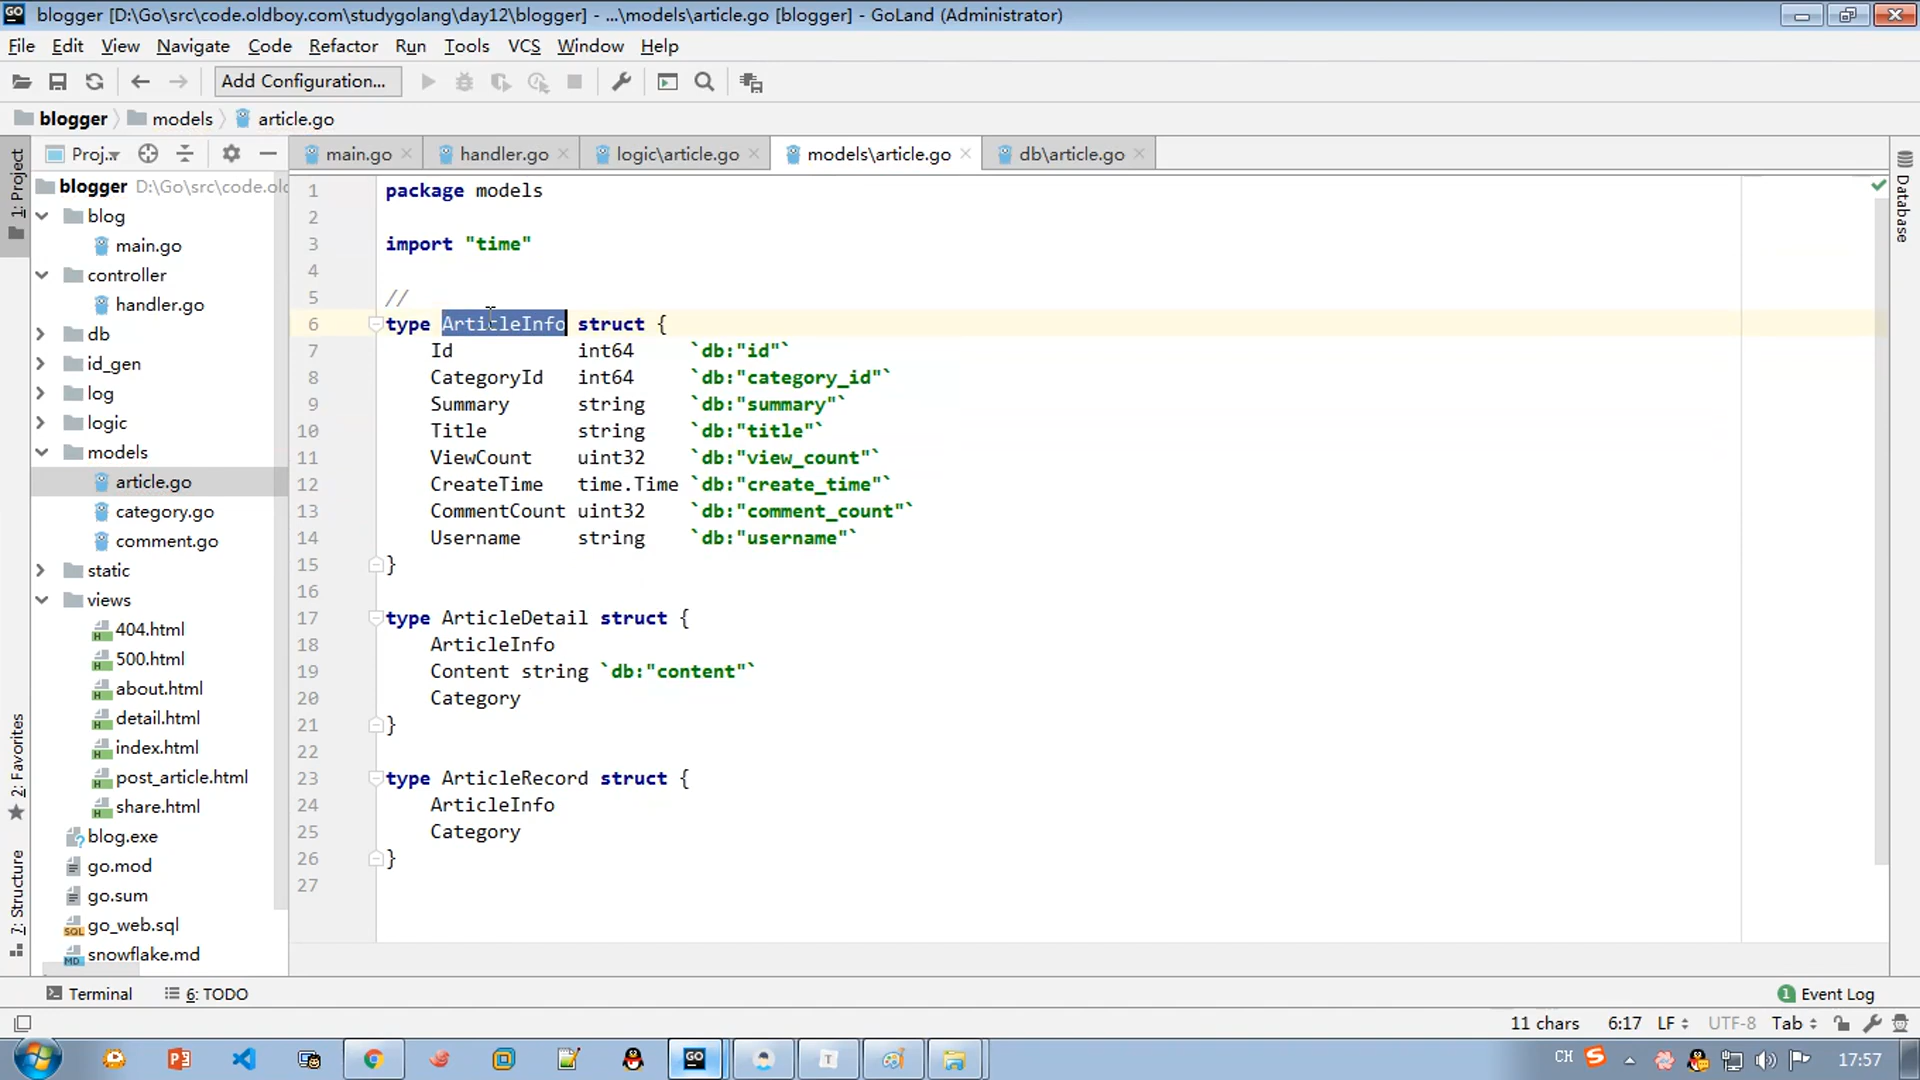 blogger [D:\Go\src\code.oldboy.com\studygolang\day12\blogger] - ...\models\article.go [blogger] - GoLand (Administrator)
File Edit View Navigate Code Refactor Run Tools VCS Window Help
Add Configuration...
blogger models article.go
Proj...
main.go handler.go logic\article.go models\article.go db\article.go
1: Project
2: Favorites
7: Structure
Database
blogger D:\Go\src\code.old
blog
main.go
controller
handler.go
db
id_gen
log
logic
models
article.go
category.go
comment.go
static
views
404.html
500.html
about.html
detail.html
index.html
post_article.html
share.html
blog.exe
go.mod
go.sum
go_web.sql
snowflake.md
1 package models
2
3 import "time"
4
5 //
6 type ArticleInfo struct {
7 Id int64 `db:"id"`
8 CategoryId int64 `db:"category_id"`
9 Summary string `db:"summary"`
10 Title string `db:"title"`
11 ViewCount uint32 `db:"view_count"`
12 CreateTime time.Time `db:"create_time"`
13 CommentCount uint32 `db:"comment_count"`
14 Username string `db:"username"`
15 }
16
17 type ArticleDetail struct {
18 ArticleInfo
19 Content string `db:"content"`
20 Category
21 }
22
23 type ArticleRecord struct {
24 ArticleInfo
25 Category
26 }
27
Terminal 6: TODO 1 Event Log
11 chars 6:17 LF UTF-8 Tab
CH 17:57